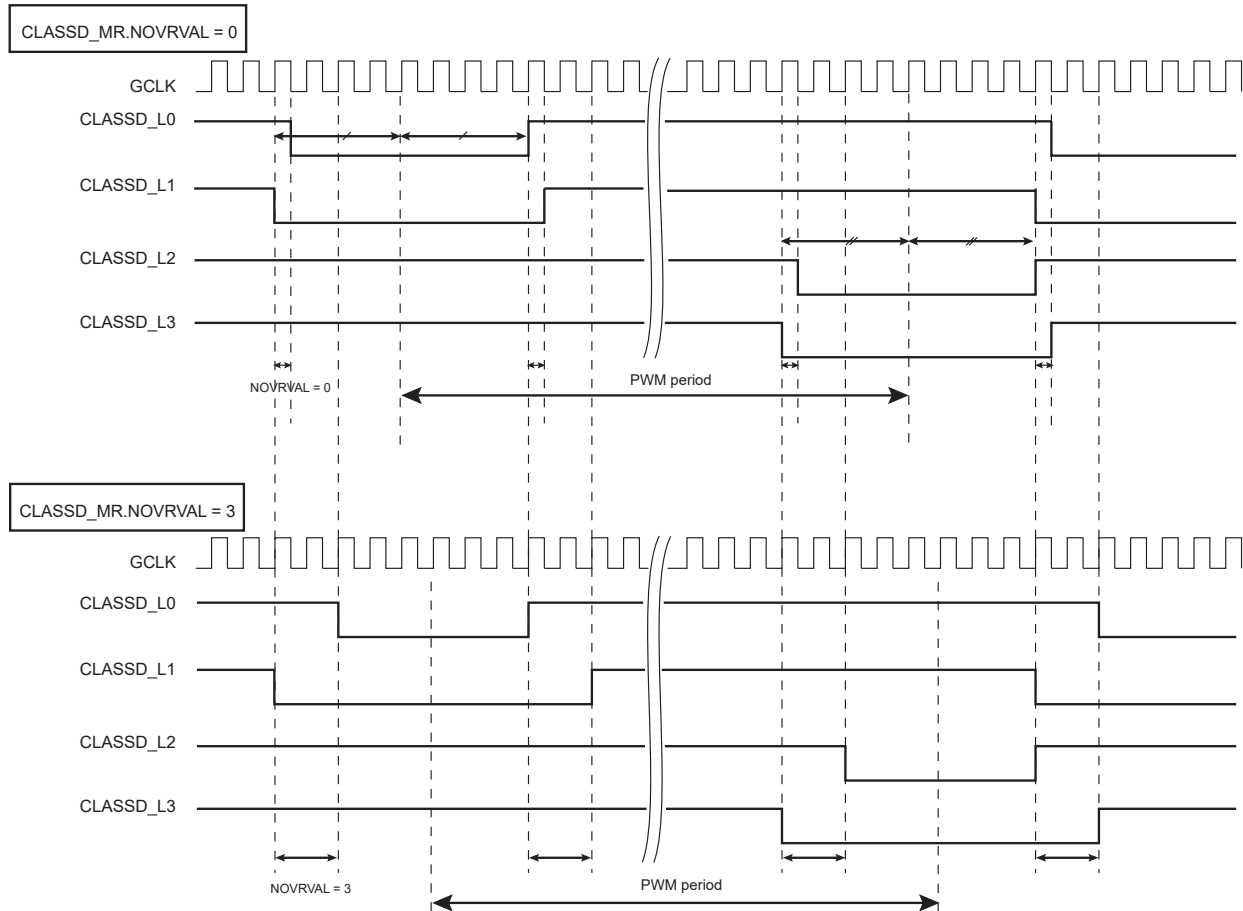 CLASSD_MR.NOVRVAL = 0
GCLK
CLASSD_L0
CLASSD_L1
CLASSD_L2
CLASSD_L3
NOVRVAL = 0
PWM period
CLASSD_MR.NOVRVAL = 3
GCLK
CLASSD_L0
CLASSD_L1
CLASSD_L2
CLASSD_L3
NOVRVAL = 3
PWM period